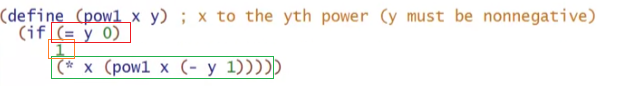 (define (pow1 x y) ; x to the yth power (y must be nonnegative)
(if (= y 0)
1
(* x (pow1 x (- y 1)))))